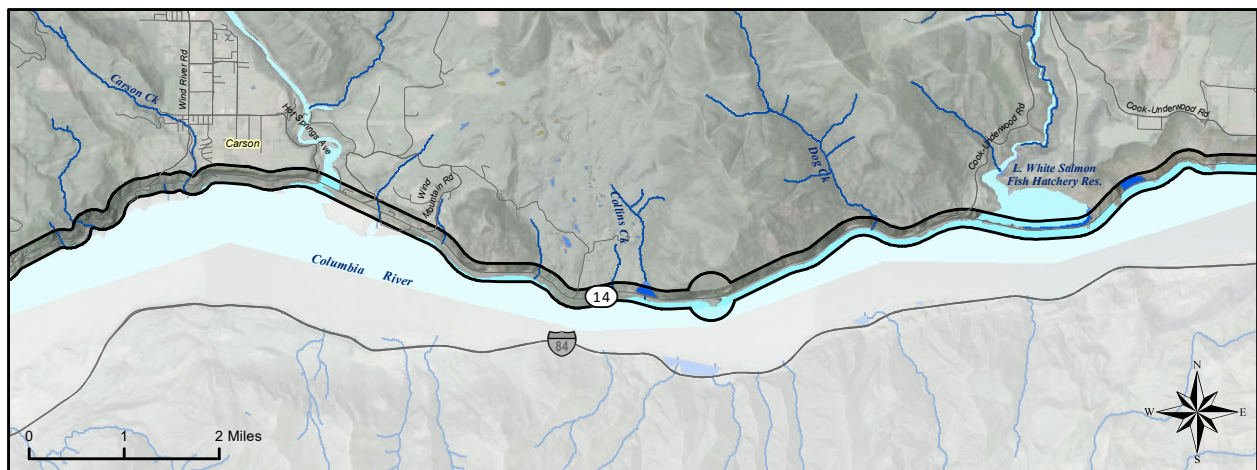 Carson Ck
Wind River Rd
Carson
Hot Springs Ave
Wind
Mountain Rd
Collins Ck
Dog Ck
Cook-Underwood Rd
Cook-Underwood Rd
L. White Salmon
Fish Hatchery Res.
Columbia River
14
84
0 1 2 Miles
N
W E
S